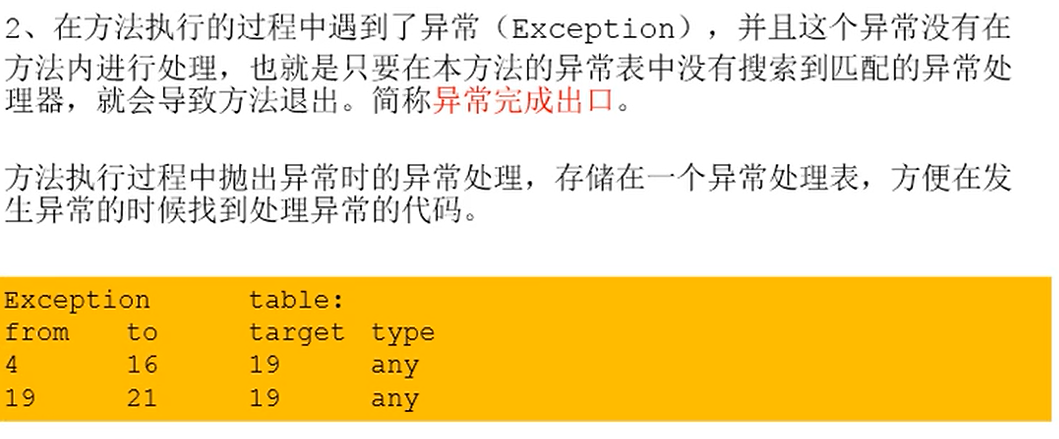 2、在方法执行的过程中遇到了异常（Exception），并且这个异常没有在
方法内进行处理，也就是只要在本方法的异常表中没有搜索到匹配的异常处
理器，就会导致方法退出。简称异常完成出口。
方法执行过程中抛出异常时的异常处理，存储在一个异常处理表，方便在发
生异常的时候找到处理异常的代码。
Exception table:
from to target type
4 16 19 any
19 21 19 any